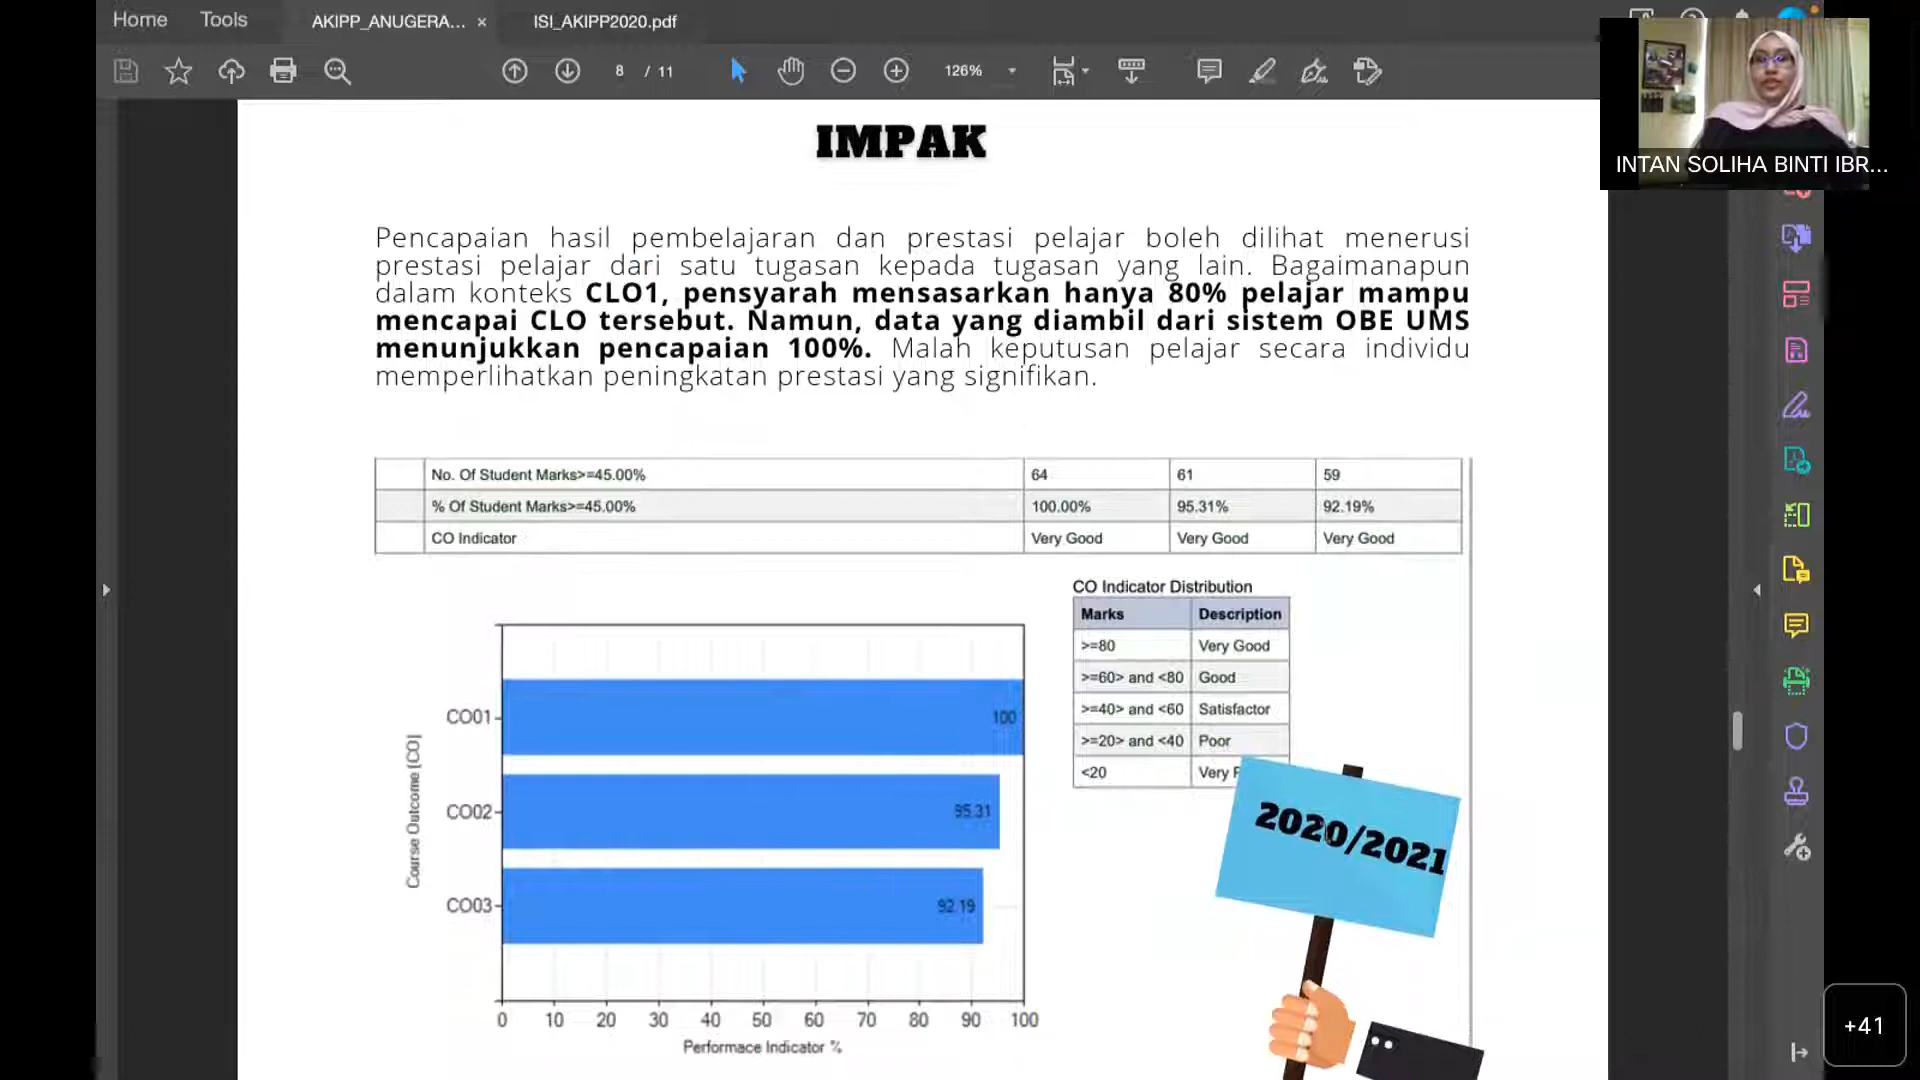 Home
Tools
AKIPP_ANUGERA... ×
ISI_AKIPP2020.pdf
8 / 11
126%
INTAN SOLIHA BINTI IBR...
IMPAK
Pencapaian hasil pembelajaran dan prestasi pelajar boleh dilihat menerusi
prestasi pelajar dari satu tugasan kepada tugasan yang lain. Bagaimanapun
dalam konteks CLO1, pensyarah mensasarkan hanya 80% pelajar mampu
mencapai CLO tersebut. Namun, data yang diambil dari sistem OBE UMS
menunjukkan pencapaian 100%. Malah keputusan pelajar secara individu
memperlihatkan peningkatan prestasi yang signifikan.
No. Of Student Marks>=45.00% 64 61 59
% Of Student Marks>=45.00% 100.00% 95.31% 92.19%
CO Indicator Very Good Very Good Very Good
CO Indicator Distribution
Marks Description
>=80 Very Good
>=60> and <80 Good
>=40> and <60 Satisfactor
>=20> and <40 Poor
<20 Very
Course Outcome [CO]
CO01 100
CO02 95.31
CO03 92.19
0 10 20 30 40 50 60 70 80 90 100
Performace Indicator %
2020/2021
+41